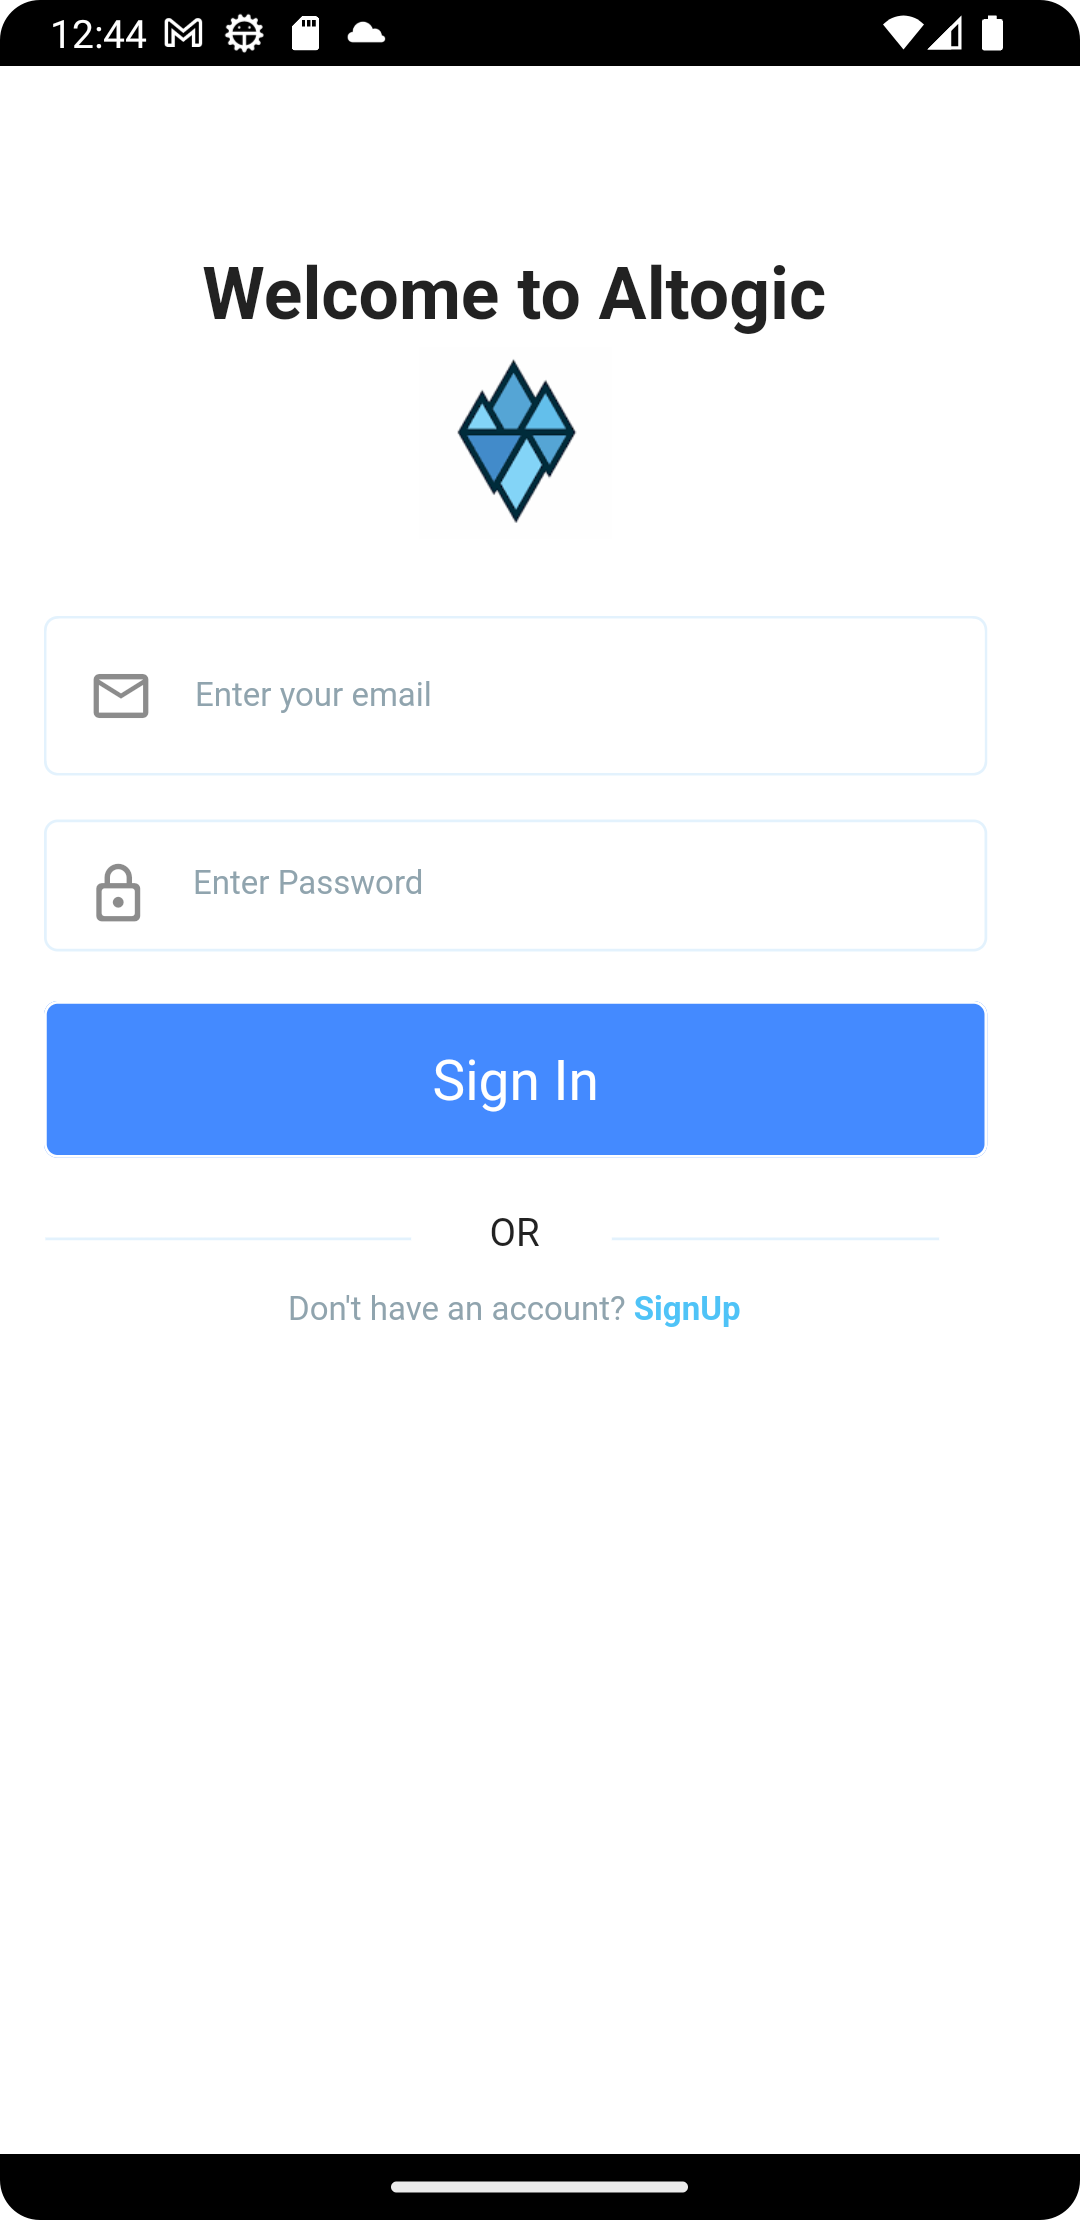 12:44
Welcome to Altogic
Enter your email
Enter Password
Sign In
OR
Don't have an account? SignUp